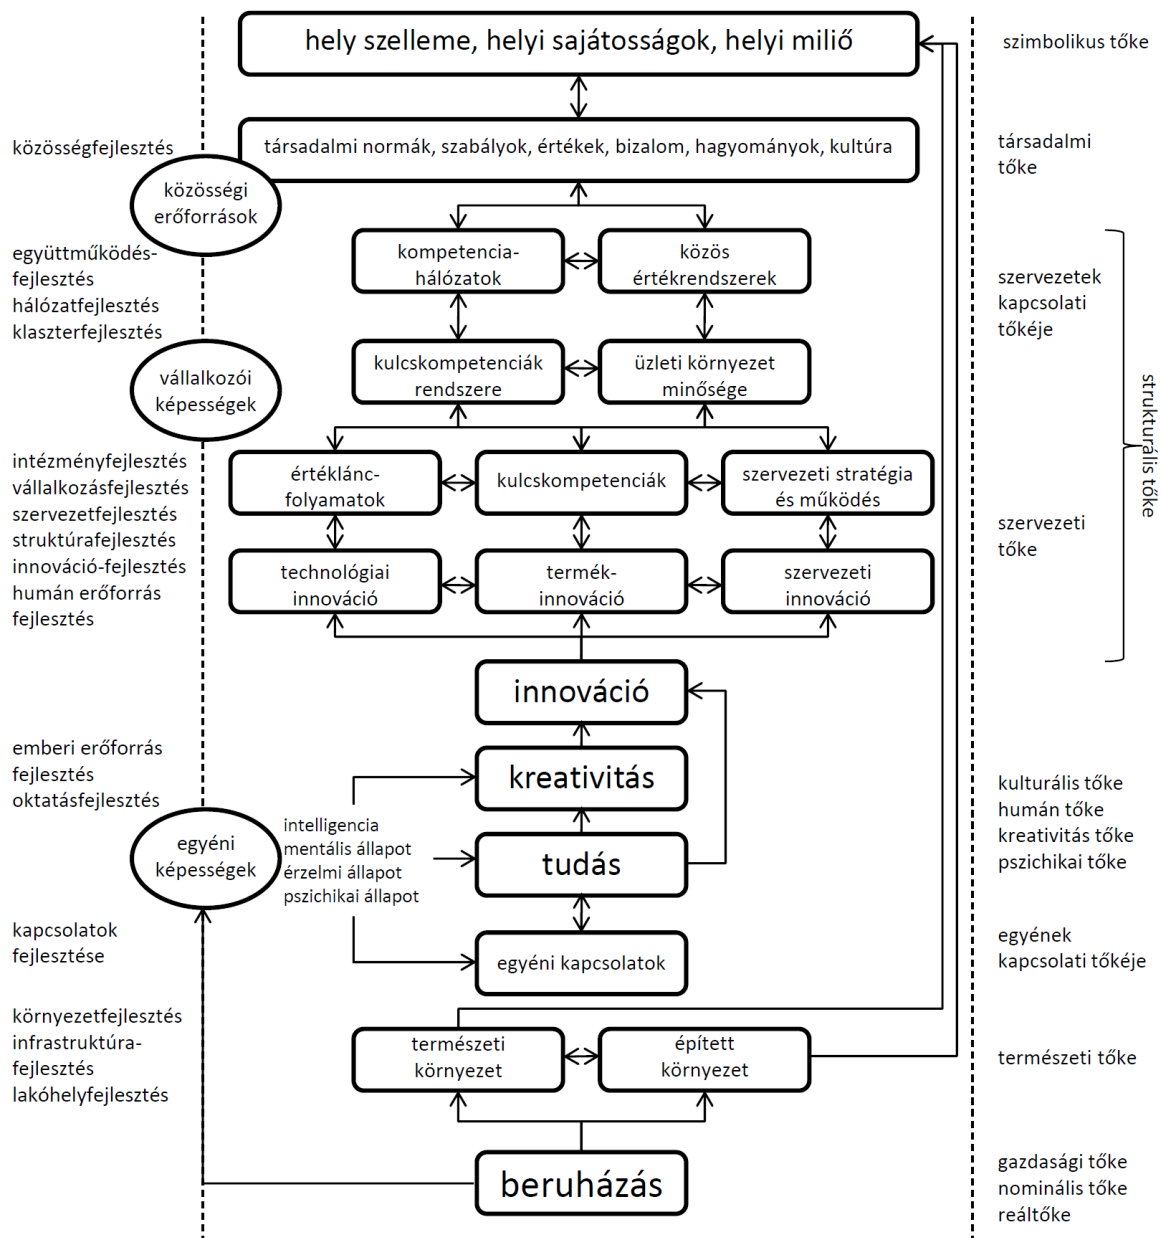 hely szelleme, helyi sajátosságok, helyi miliő
szimbolikus tőke
közösségfejlesztés
társadalmi normák, szabályok, értékek, bizalom, hagyományok, kultúra
társadalmi
tőke
közösségi
erőforrások
együttműködés-
fejlesztés
hálózatfejlesztés
klaszterfejlesztés
kompetencia-
hálózatok
közös
értékrendszerek
szervezetek
kapcsolati
tőkéje
vállalkozói
képességek
kulcskompetenciák
rendszere
üzleti környezet
minősége
strukturális tőke
intézményfejlesztés
vállalkozásfejlesztés
szervezetfejlesztés
struktúrafejlesztés
innováció-fejlesztés
humán erőforrás
fejlesztés
értéklánc-
folyamatok
kulcskompetenciák
szervezeti stratégia
és működés
szervezeti
tőke
technológiai
innováció
termék-
innováció
szervezeti
innováció
innováció
emberi erőforrás
fejlesztés
oktatásfejlesztés
kreativitás
kulturális tőke
humán tőke
kreativitás tőke
pszichikai tőke
egyéni
képességek
intelligencia
mentális állapot
érzelmi állapot
pszichikai állapot
tudás
kapcsolatok
fejlesztése
egyéni kapcsolatok
egyének
kapcsolati tőkéje
környezetfejlesztés
infrastruktúra-
fejlesztés
lakóhelyfejlesztés
természeti
környezet
épített
környezet
természeti tőke
beruházás
gazdasági tőke
nominális tőke
reáltőke